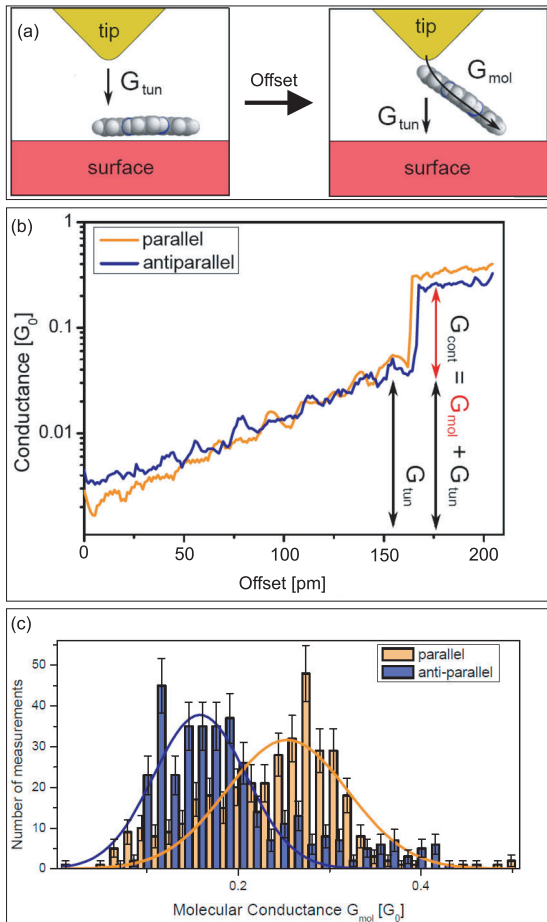 (a)
tip
G_tun
surface
Offset
tip
G_mol
G_tun
surface
(b)
parallel
antiparallel
Conductance [G_0]
1
0.1
0.01
G_tun
G_cont = G_mol + G_tun
0 50 100 150 200
Offset [pm]
(c)
parallel
anti-parallel
Number of measurements
50
40
30
20
10
0
0.2 0.4
Molecular Conductance G_mol [G_0]